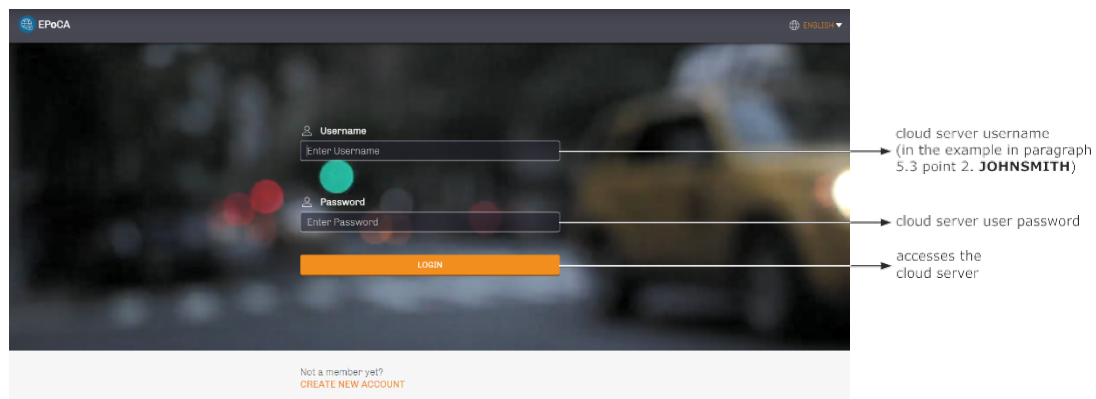 EPoCA
ENGLISH
Username
Enter Username
cloud server username
(in the example in paragraph
5.3 point 2. JOHNSMITH)
Password
Enter Password
cloud server user password
LOGIN
accesses the
cloud server
Not a member yet?
CREATE NEW ACCOUNT